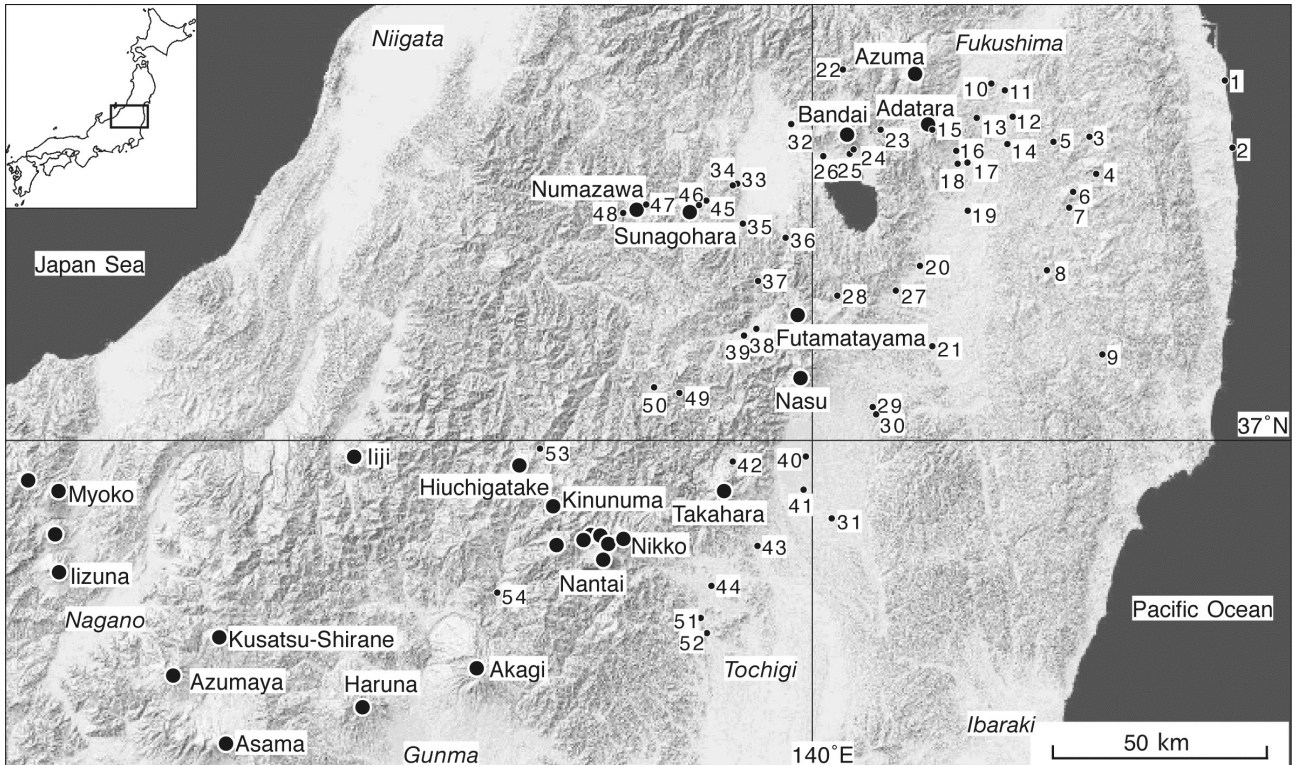 Niigata
Fukushima
Azuma
22
10
11
1
Bandai
Adatara
32
23
15
13
12
5
3
2
14
16
24
25
26
34
33
17
18
4
Numazawa
46
47
45
48
6
7
19
35
Sunagohara
36
Japan Sea
20
8
37
28
27
Futamatayama
39
38
21
9
50
49
Nasu
29
30
37°N
53
Iiji
42
40
Myoko
Hiuchigatake
Kinunuma
Takahara
41
31
Nikko
43
Iizuna
Nantai
44
54
Pacific Ocean
Nagano
51
Kusatsu-Shirane
52
Akagi
Tochigi
Azumaya
Haruna
Ibaraki
Asama
Gunma
140°E
50 km